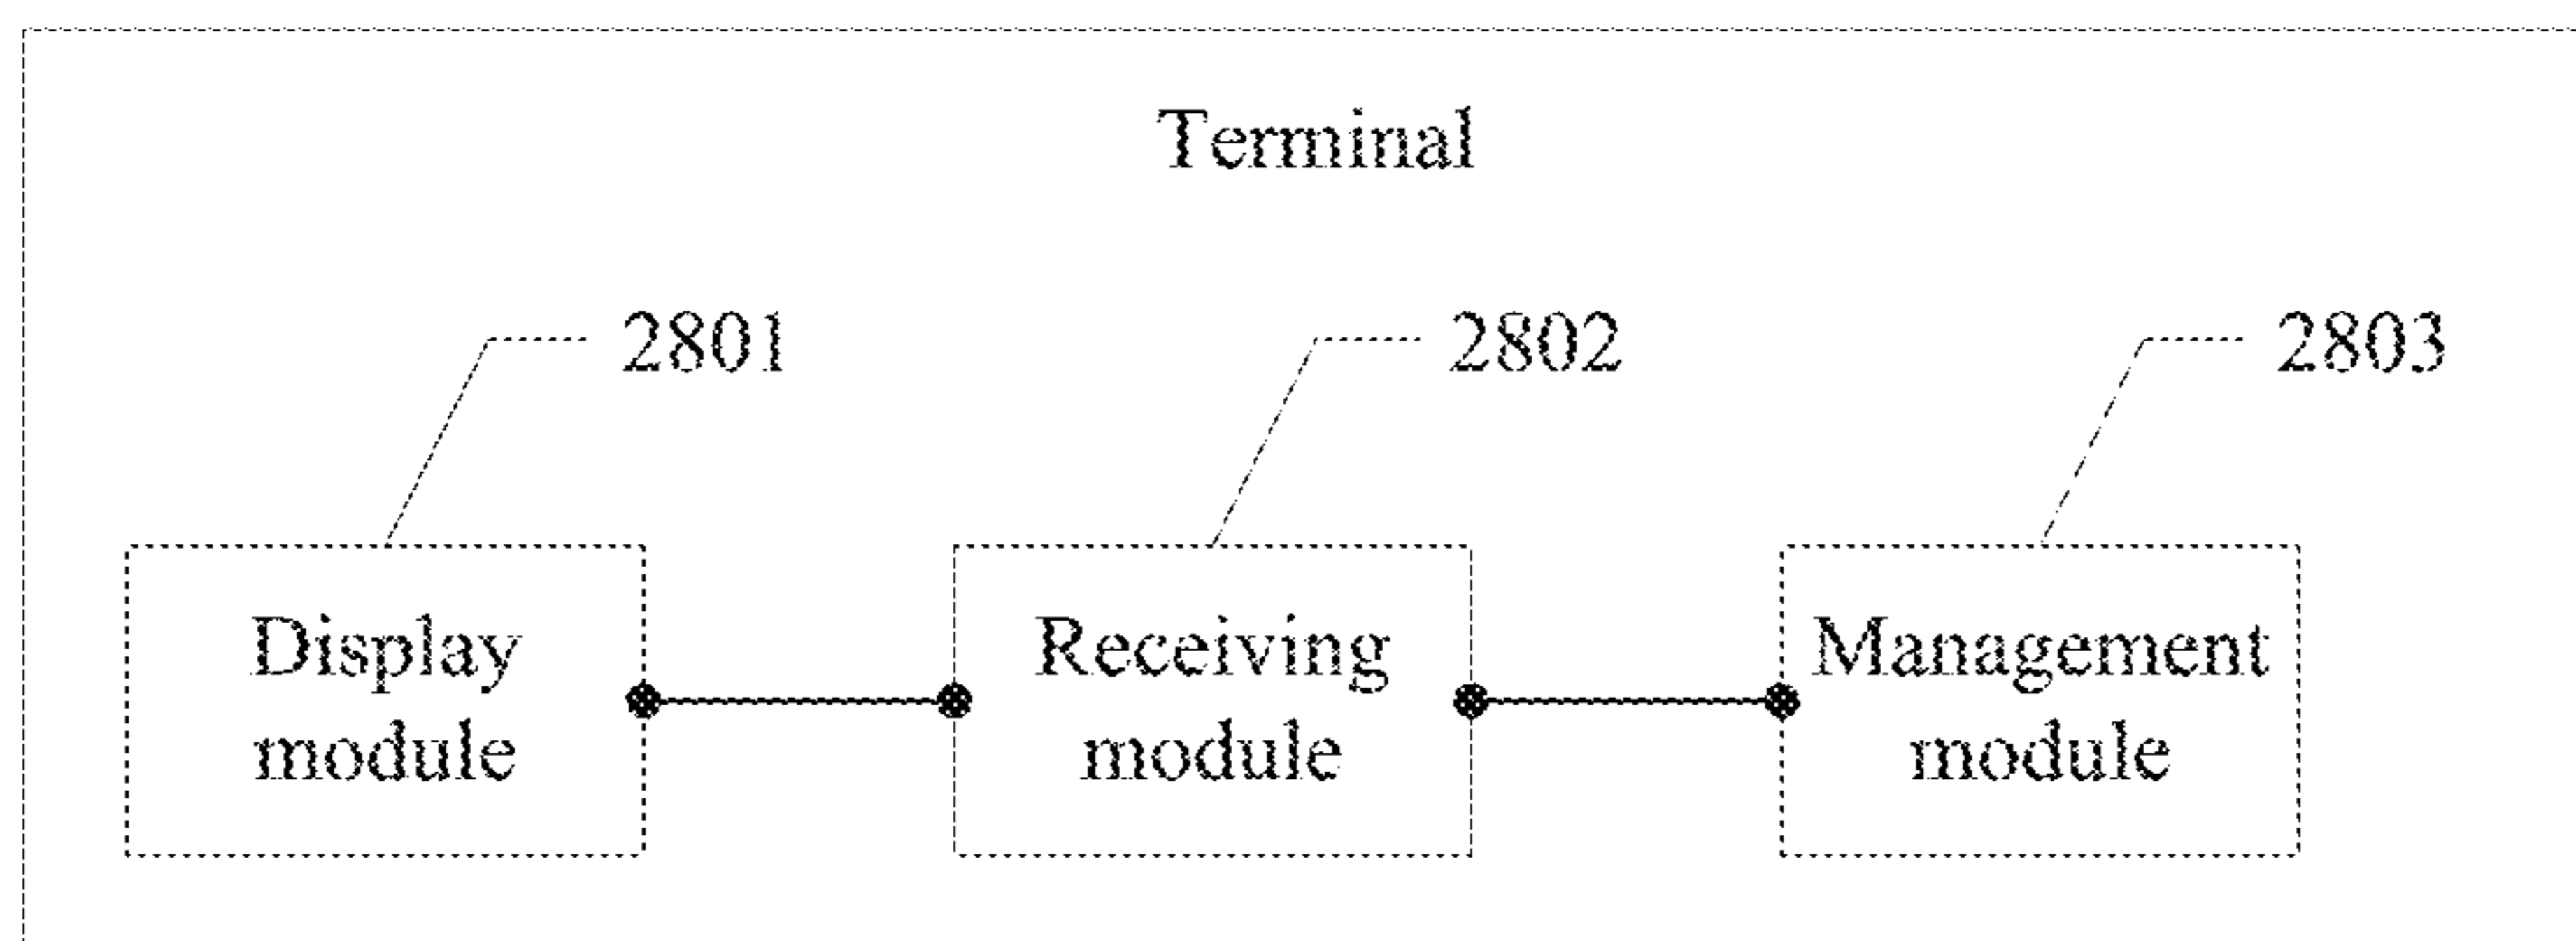 Terminal
2801
2802
2803
Display
module
Receiving
module
Management
module